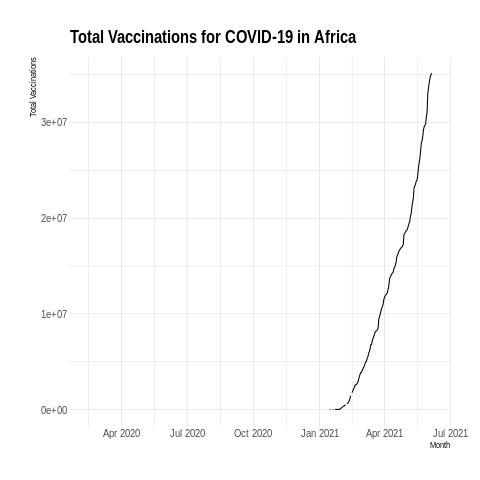 Total Vaccinations for COVID-19 in Africa
Total Vaccinations
3e+07
2e+07
1e+07
0e+00
Apr 2020 Jul 2020 Oct 2020 Jan 2021 Apr 2021 Jul 2021
Month